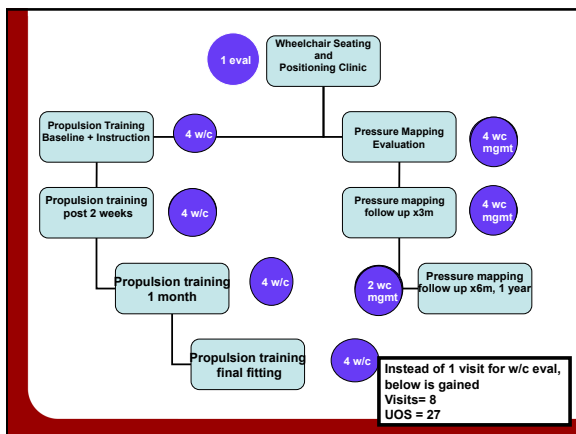 1 eval
Wheelchair Seating
and
Positioning Clinic
Propulsion Training
Baseline + Instruction
4 w/c
Pressure Mapping
Evaluation
4 wc
mgmt
Propulsion training
post 2 weeks
4 w/c
Pressure mapping
follow up x3m
4 wc
mgmt
Propulsion training
1 month
4 w/c
2 wc
mgmt
Pressure mapping
follow up x6m, 1 year
Propulsion training
final fitting
4 w/c
Instead of 1 visit for w/c eval,
below is gained
Visits= 8
UOS = 27